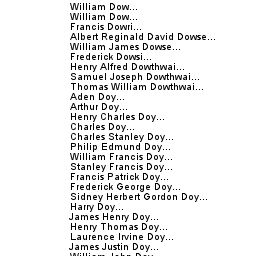 William Dow...
William Dow...
Francis Dowri...
Albert Reginald David Dowse...
William James Dowse...
Frederick Dowsi...
Henry Alfred Dowthwai...
Samuel Joseph Dowthwai...
Thomas William Dowthwai...
Aden Doy...
Arthur Doy...
Henry Charles Doy...
Charles Doy...
Charles Stanley Doy...
Philip Edmund Doy...
William Francis Doy...
Stanley Francis Doy...
Francis Patrick Doy...
Frederick George Doy...
Sidney Herbert Gordon Doy...
Harry Doy...
James Henry Doy...
Henry Thomas Doy...
Laurence Irvine Doy...
James Justin Doy...
William John Doy...